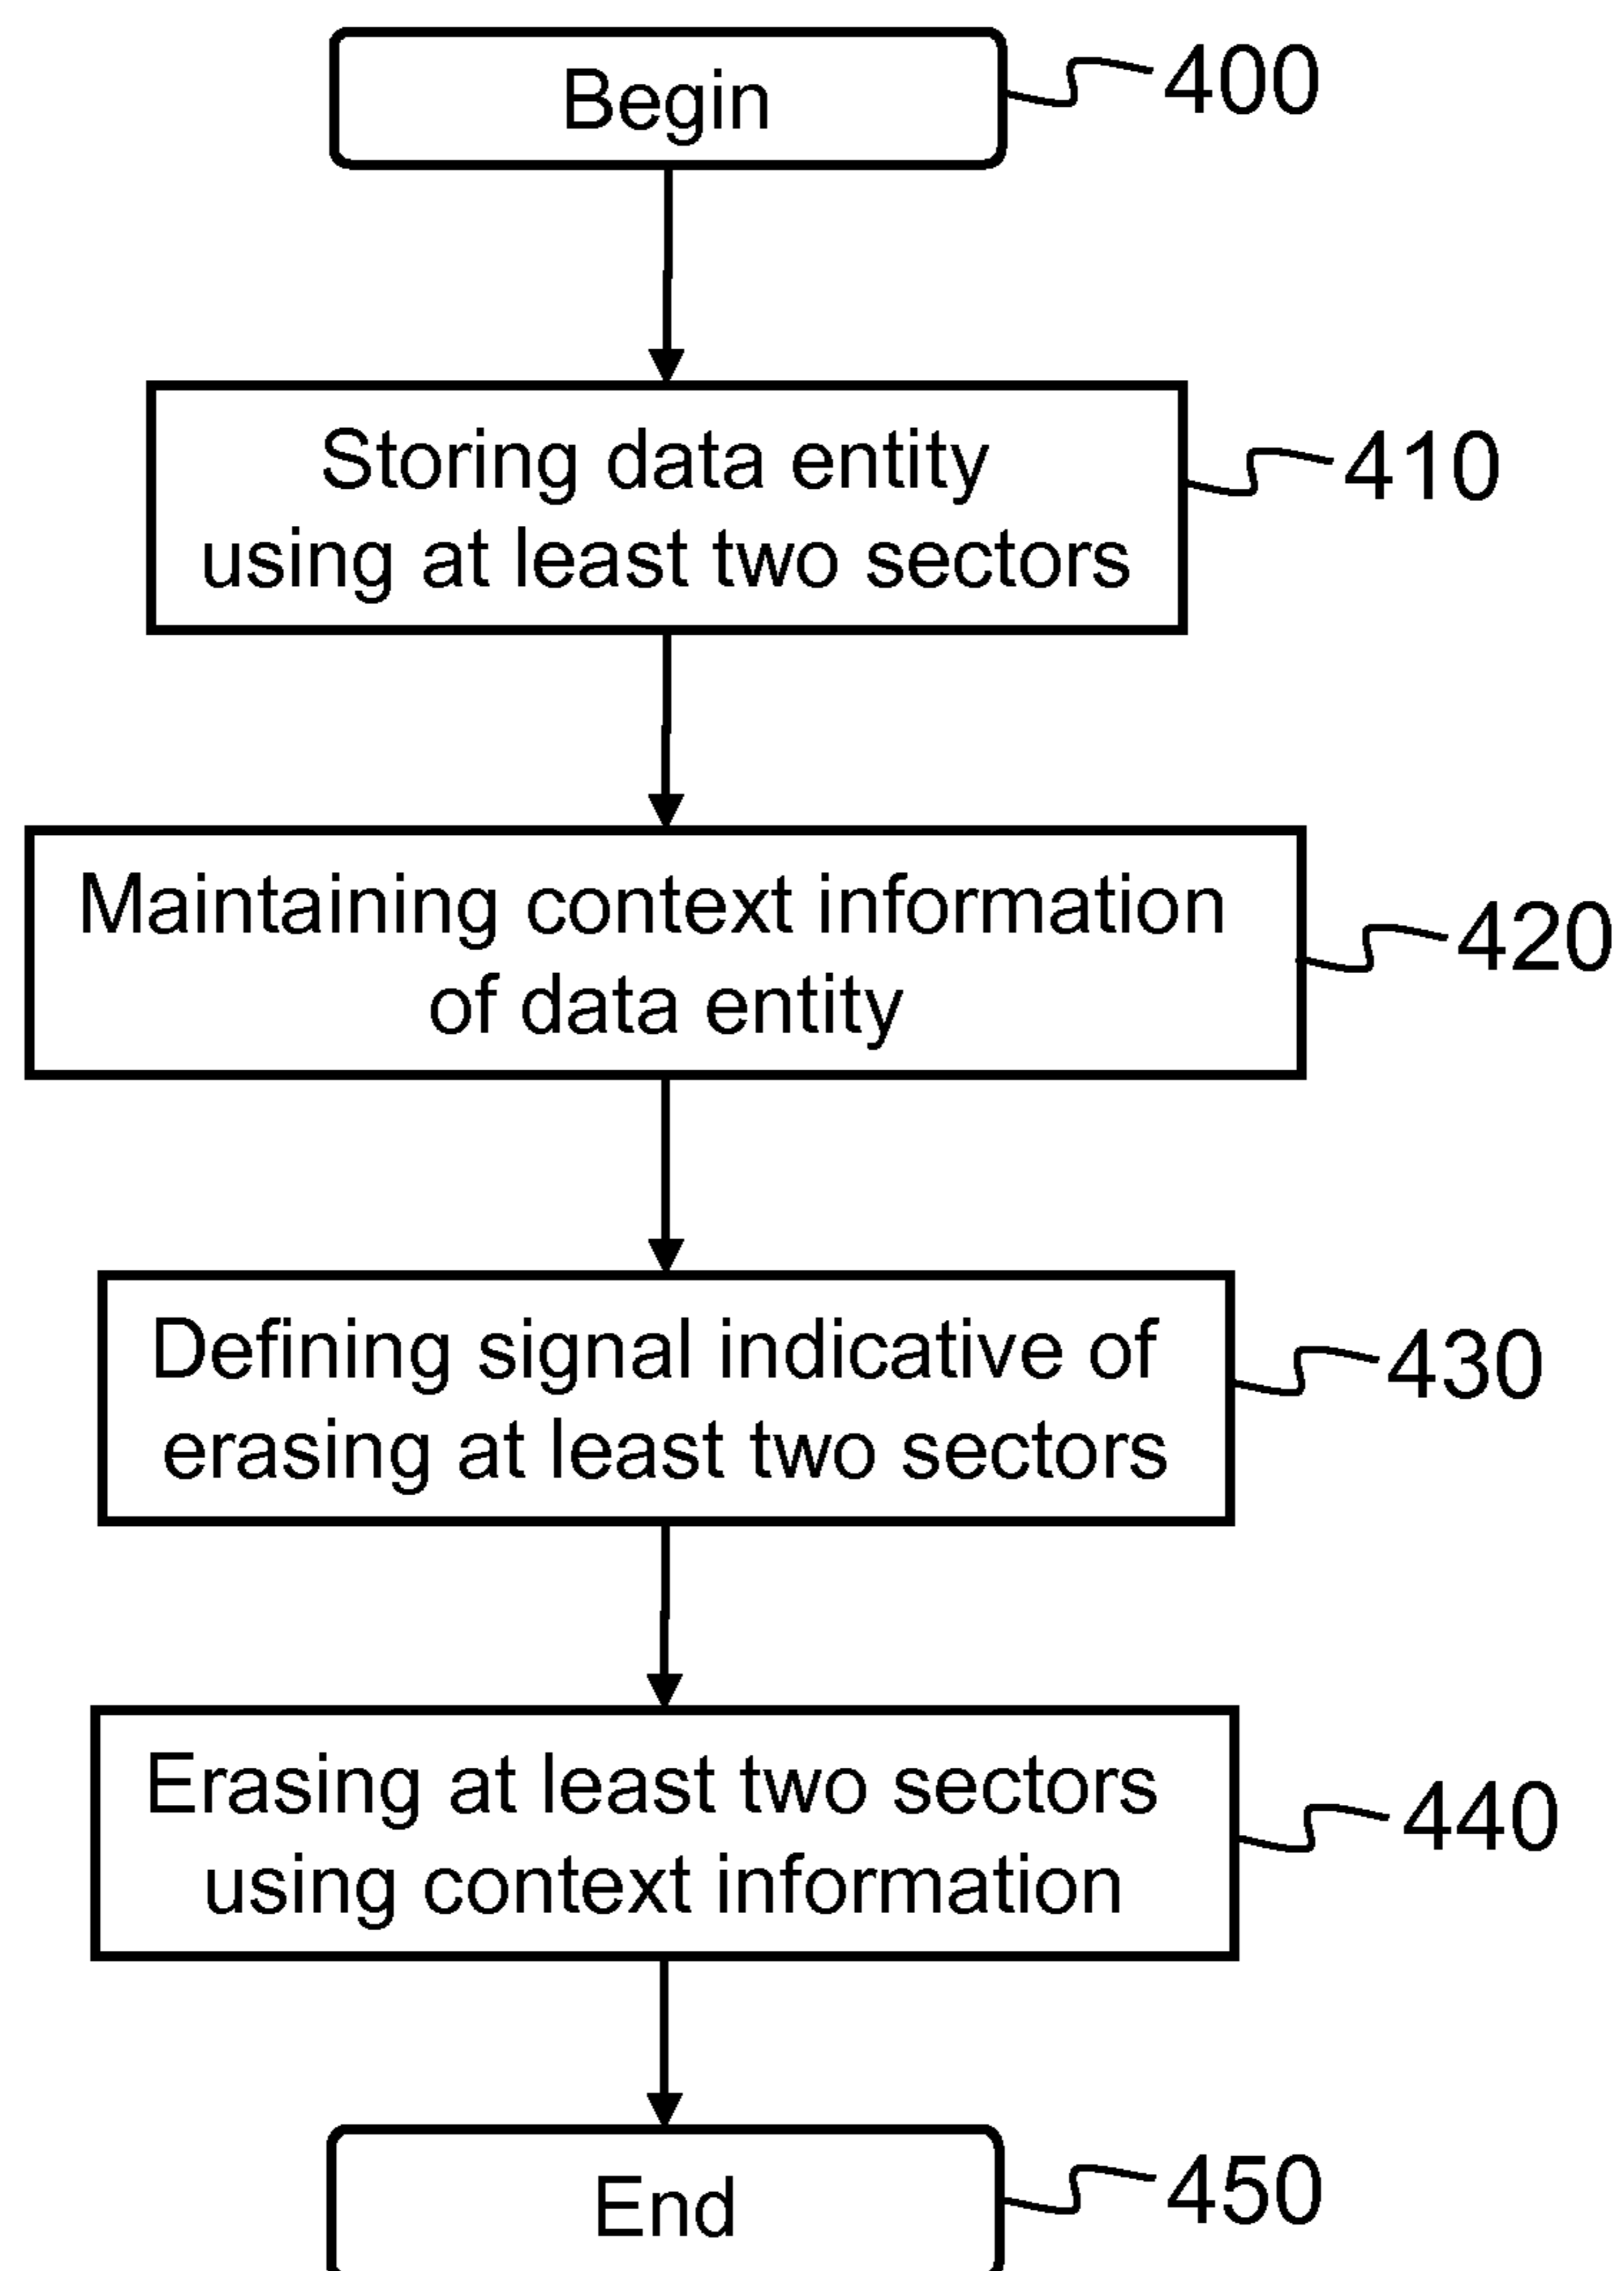 Begin
400
Storing data entity
using at least two sectors
410
Maintaining context information
of data entity
420
Defining signal indicative of
erasing at least two sectors
430
Erasing at least two sectors
using context information
440
End
450